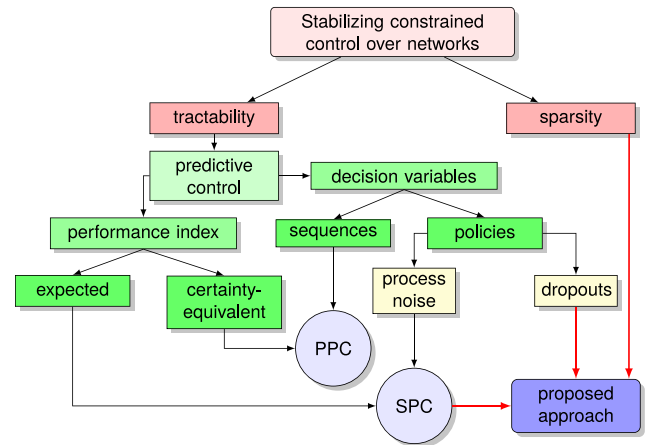 Stabilizing constrained
control over networks
tractability
sparsity
predictive
control
decision variables
performance index
sequences
policies
expected
certainty-
equivalent
process
noise
dropouts
PPC
SPC
proposed
approach